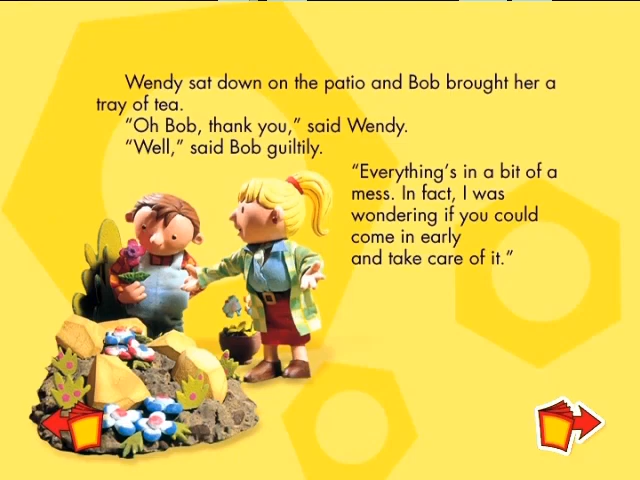 Wendy sat down on the patio and Bob brought her a
tray of tea.
“Oh Bob, thank you,” said Wendy.
“Well,” said Bob guiltily.
“Everything’s in a bit of a
mess. In fact, I was
wondering if you could
come in early
and take care of it.”